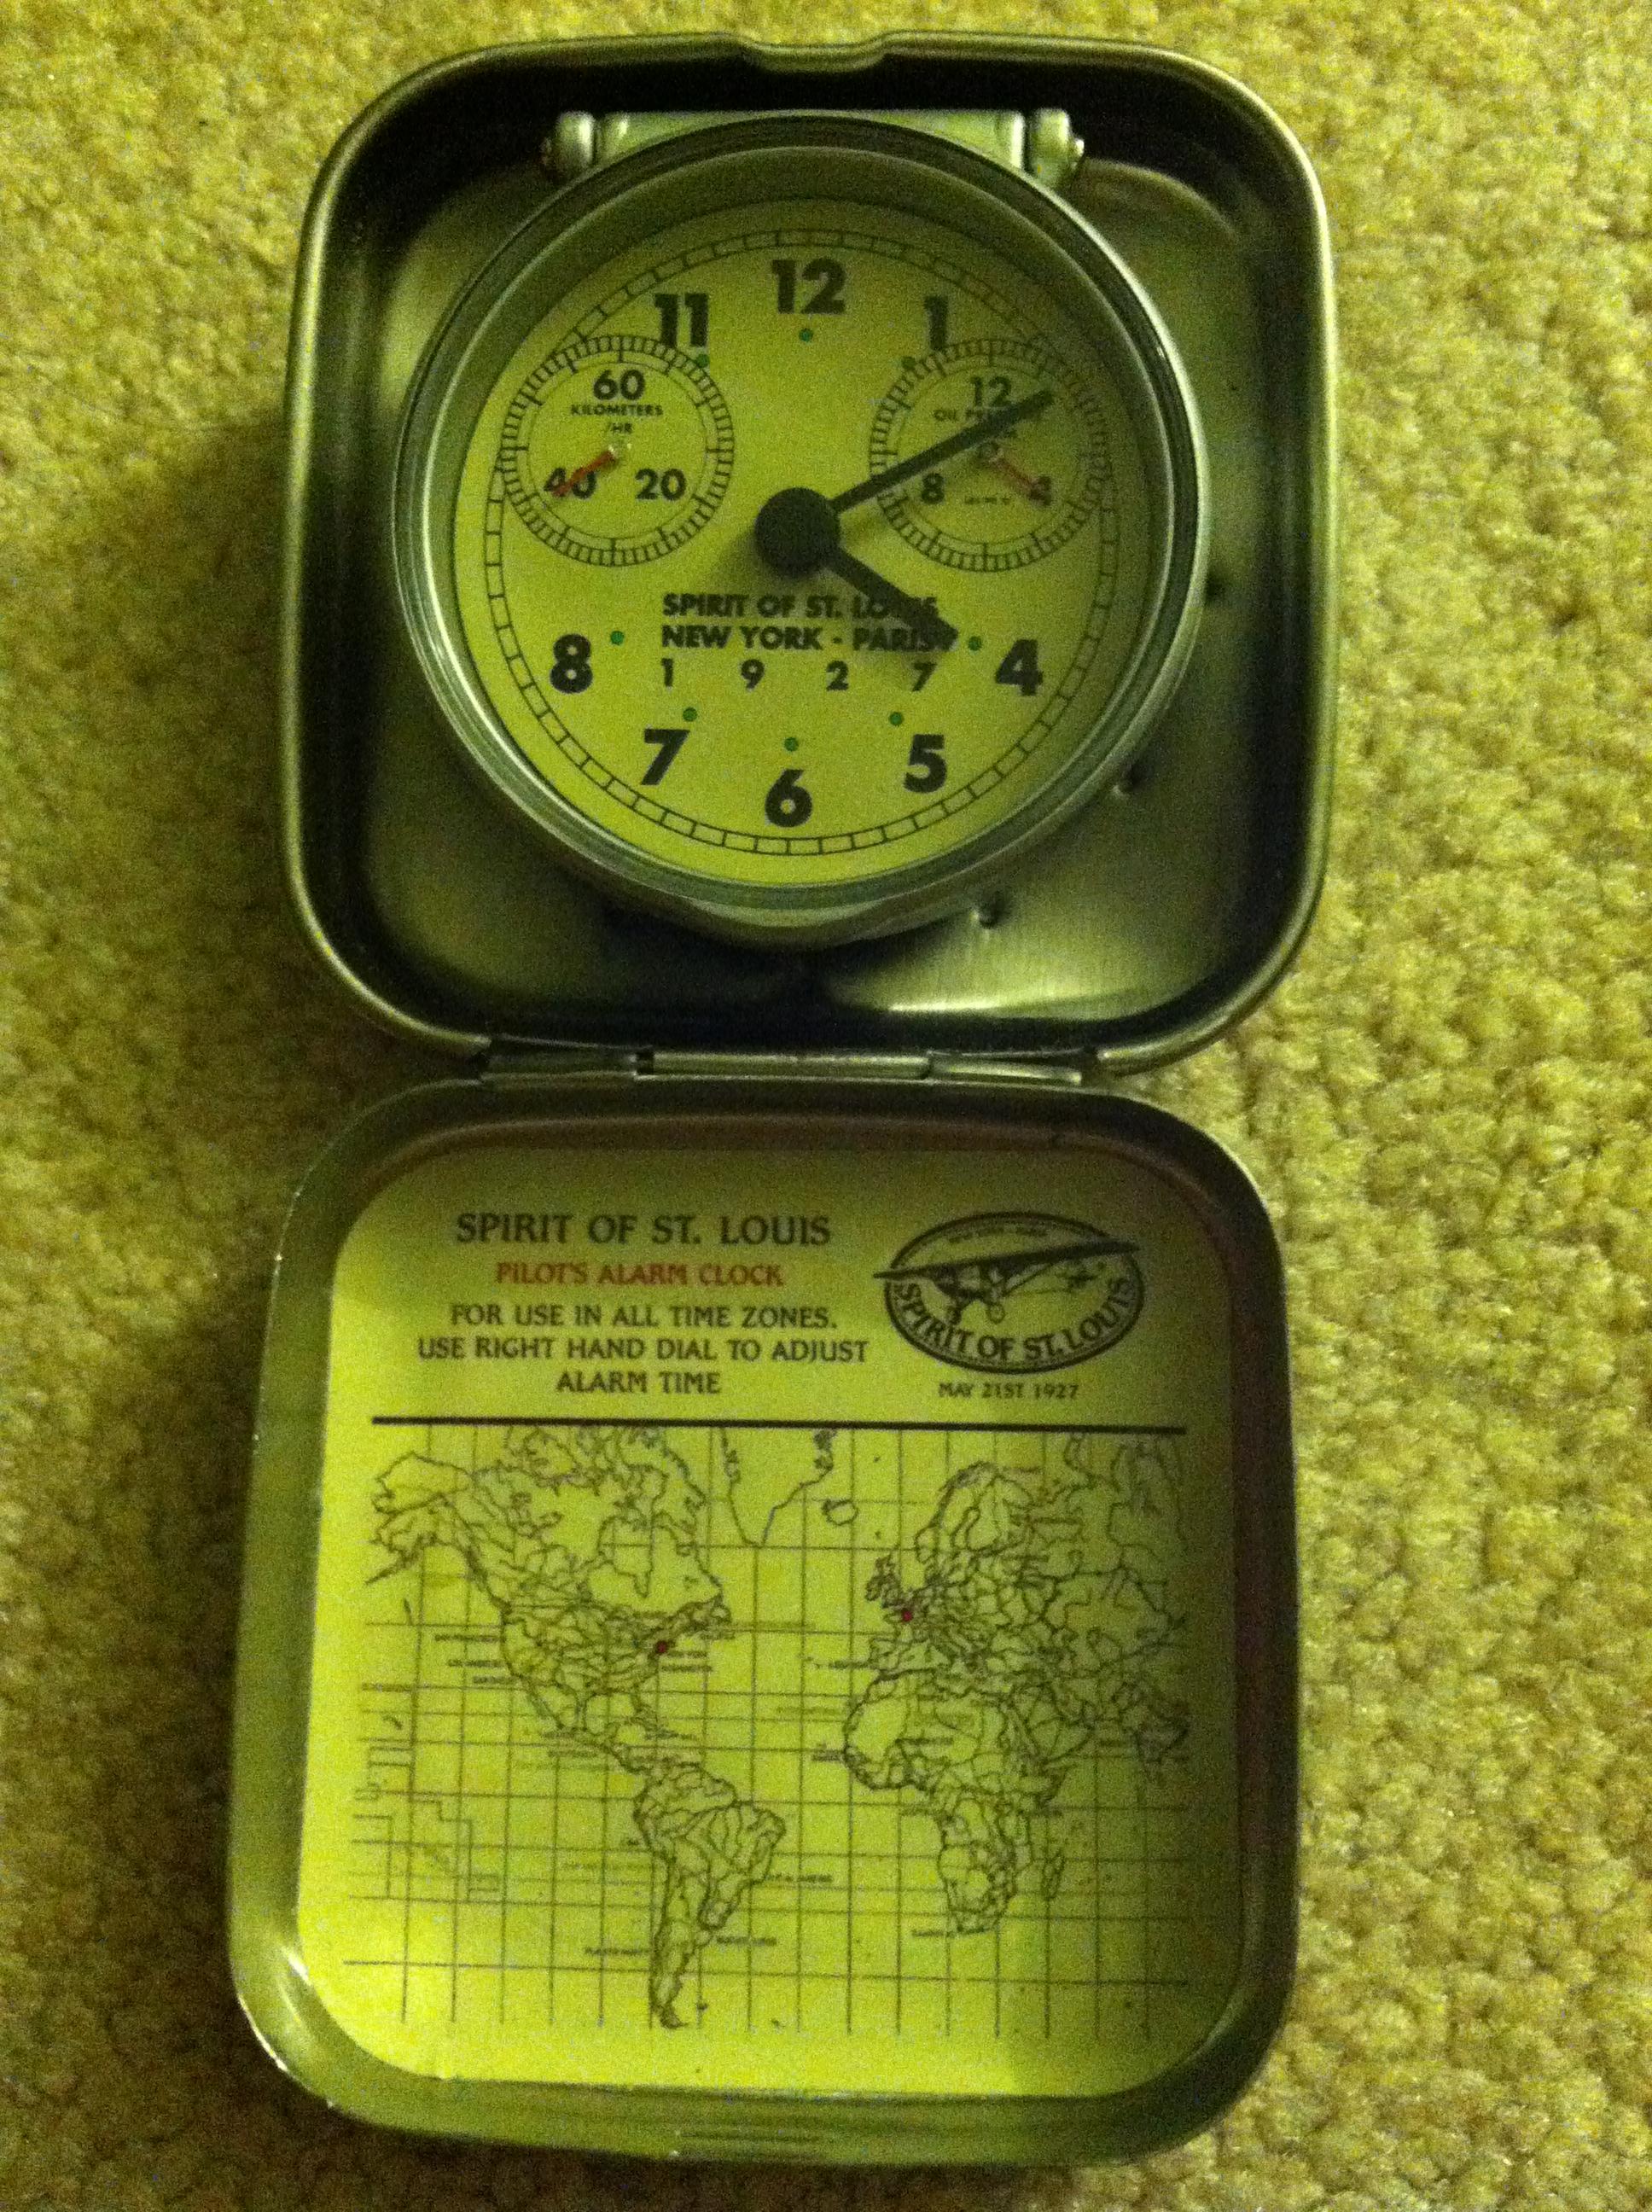 12
11
1
60
KILOMETERS
/HR
40
20
12
OIL
8
4
SPIRIT OF ST. LOUIS
NEW YORK - PARIS
1 9 2 7
8
4
7
5
6
SPIRIT OF ST. LOUIS
PILOT'S ALARM CLOCK
FOR USE IN ALL TIME ZONES.
USE RIGHT HAND DIAL TO ADJUST
ALARM TIME
SPIRIT OF ST. LOUIS
MAY 21ST 1927